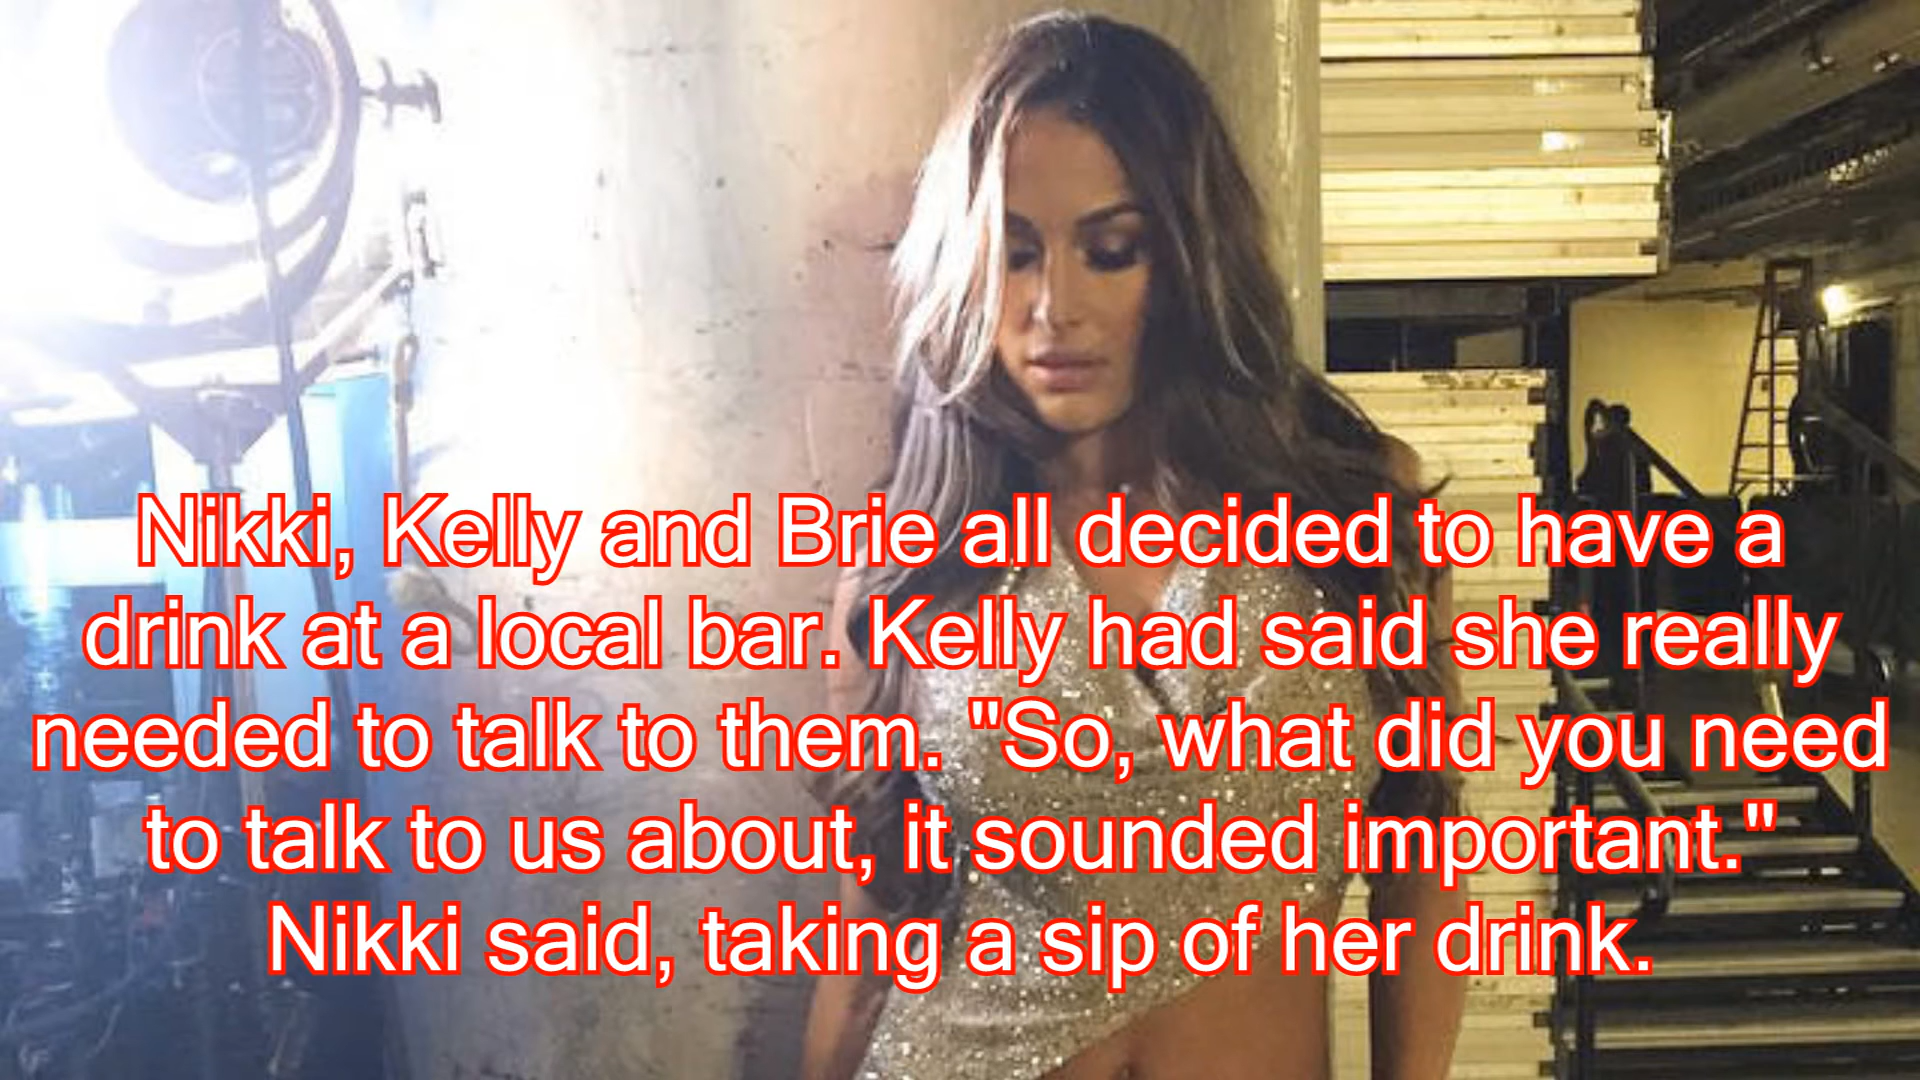 Nikki, Kelly and Brie all decided to have a
drink at a local bar. Kelly had said she really
needed to talk to them. "So, what did you need
to talk to us about, it sounded important."
Nikki said, taking a sip of her drink.